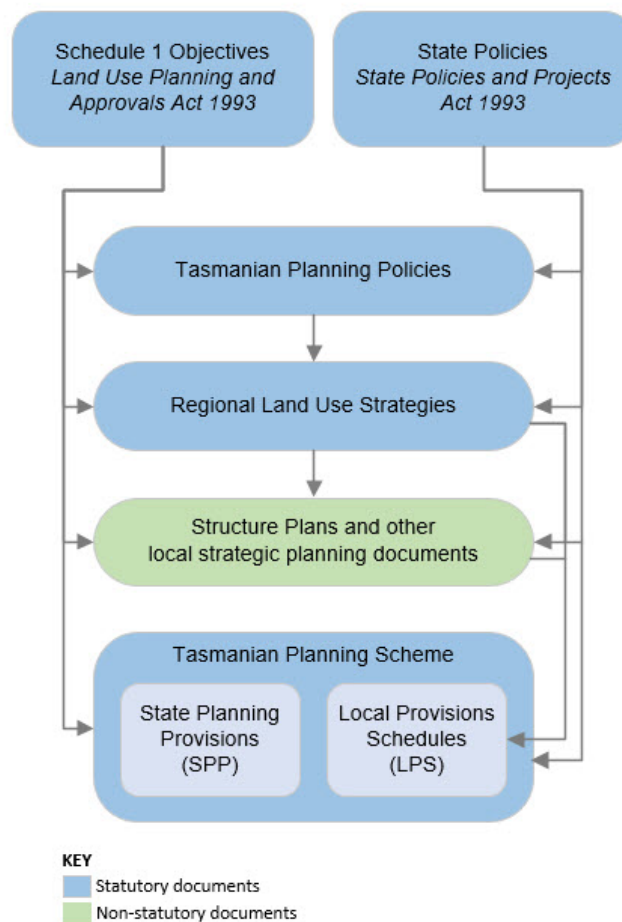 Schedule 1 Objectives
Land Use Planning and
Approvals Act 1993
State Policies
State Policies and Projects
Act 1993
Tasmanian Planning Policies
Regional Land Use Strategies
Structure Plans and other
local strategic planning documents
Tasmanian Planning Scheme
State Planning
Provisions
(SPP)
Local Provisions
Schedules
(LPS)
KEY
Statutory documents
Non-statutory documents